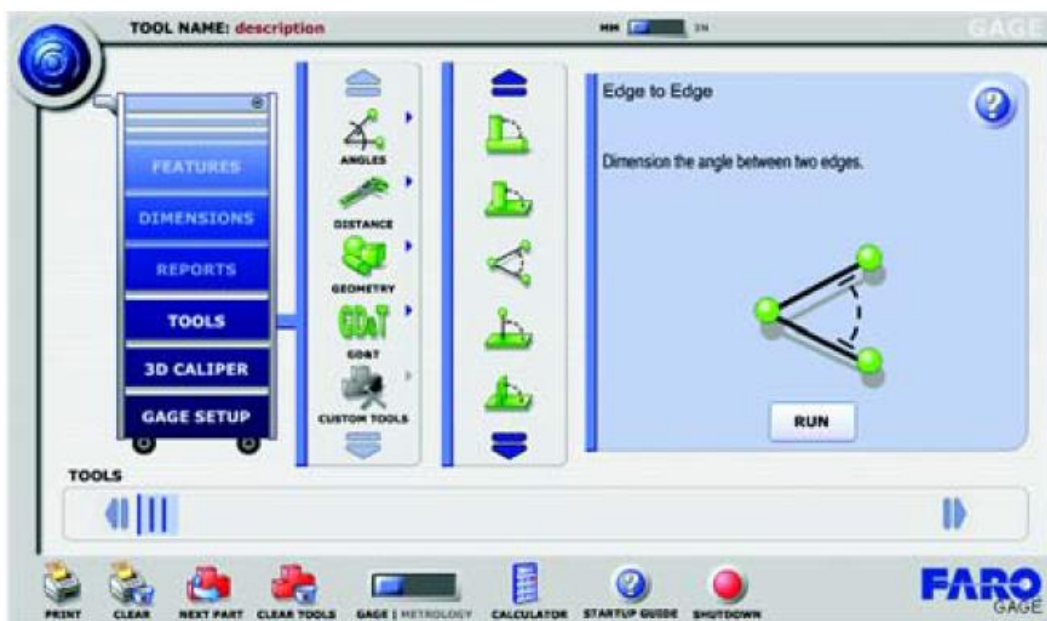 TOOL NAME: description
MM IN
GAGE
FEATURES
DIMENSIONS
REPORTS
TOOLS
3D CALIPER
GAGE SETUP
ANGLES
DISTANCE
GEOMETRY
GD&T
GD&T
CUSTOM TOOLS
Edge to Edge
?
Dimension the angle between two edges.
RUN
TOOLS
PRINT
CLEAR
NEXT PART
CLEAR TOOLS
GAGE | METROLOGY
CALCULATOR
?
STARTUP GUIDE
SHUTDOWN
FARO
GAGE